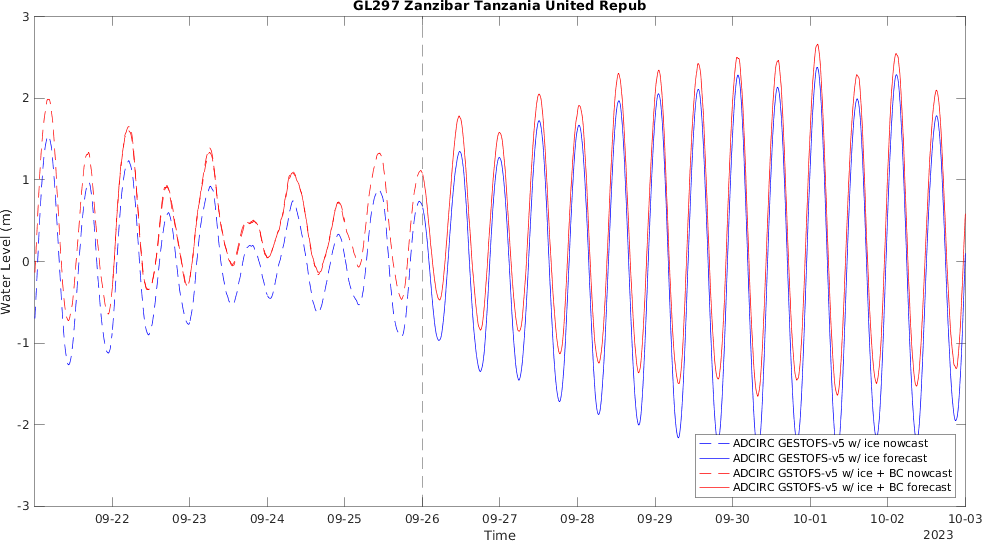 GL297 Zanzibar Tanzania United Repub
3
2
1
0
-1
-2
-3
Water Level (m)
ADCIRC GESTOFS-v5 w/ ice nowcast
ADCIRC GESTOFS-v5 w/ ice forecast
ADCIRC GSTOFS-v5 w/ ice + BC nowcast
ADCIRC GSTOFS-v5 w/ ice + BC forecast
09-22 09-23 09-24 09-25 09-26 09-27 09-28 09-29 09-30 10-01 10-02 10-03
Time
2023